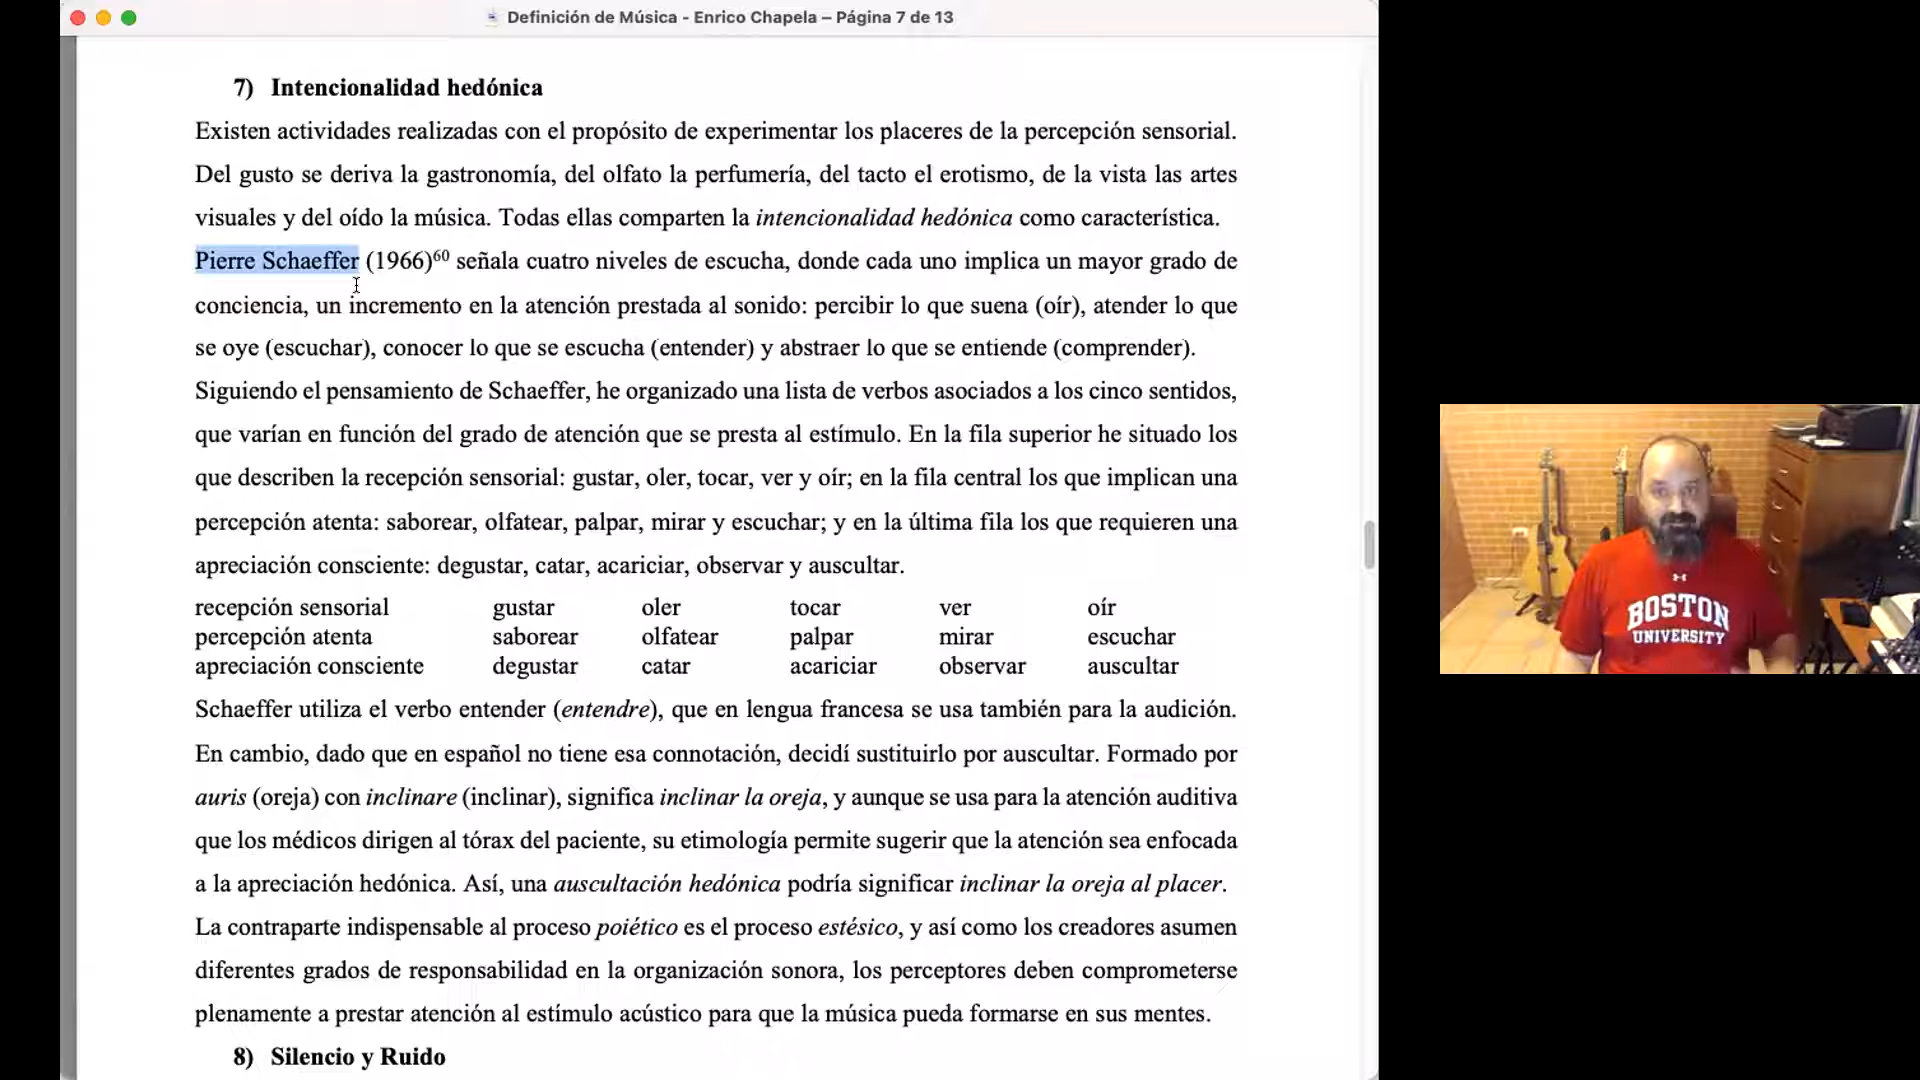 Definición de Música - Enrico Chapela – Página 7 de 13
7) Intencionalidad hedónica
Existen actividades realizadas con el propósito de experimentar los placeres de la percepción sensorial.
Del gusto se deriva la gastronomía, del olfato la perfumería, del tacto el erotismo, de la vista las artes
visuales y del oído la música. Todas ellas comparten la intencionalidad hedónica como característica.
Pierre Schaeffer (1966)60 señala cuatro niveles de escucha, donde cada uno implica un mayor grado de
conciencia, un incremento en la atención prestada al sonido: percibir lo que suena (oír), atender lo que
se oye (escuchar), conocer lo que se escucha (entender) y abstraer lo que se entiende (comprender).
Siguiendo el pensamiento de Schaeffer, he organizado una lista de verbos asociados a los cinco sentidos,
que varían en función del grado de atención que se presta al estímulo. En la fila superior he situado los
que describen la recepción sensorial: gustar, oler, tocar, ver y oír; en la fila central los que implican una
percepción atenta: saborear, olfatear, palpar, mirar y escuchar; y en la última fila los que requieren una
apreciación consciente: degustar, catar, acariciar, observar y auscultar.
recepción sensorial gustar oler tocar ver oír
percepción atenta saborear olfatear palpar mirar escuchar
apreciación consciente degustar catar acariciar observar auscultar
Schaeffer utiliza el verbo entender (entendre), que en lengua francesa se usa también para la audición.
En cambio, dado que en español no tiene esa connotación, decidí sustituirlo por auscultar. Formado por
auris (oreja) con inclinare (inclinar), significa inclinar la oreja, y aunque se usa para la atención auditiva
que los médicos dirigen al tórax del paciente, su etimología permite sugerir que la atención sea enfocada
a la apreciación hedónica. Así, una auscultación hedónica podría significar inclinar la oreja al placer.
La contraparte indispensable al proceso poiético es el proceso estésico, y así como los creadores asumen
diferentes grados de responsabilidad en la organización sonora, los perceptores deben comprometerse
plenamente a prestar atención al estímulo acústico para que la música pueda formarse en sus mentes.
8) Silencio y Ruido
BOSTON
UNIVERSITY